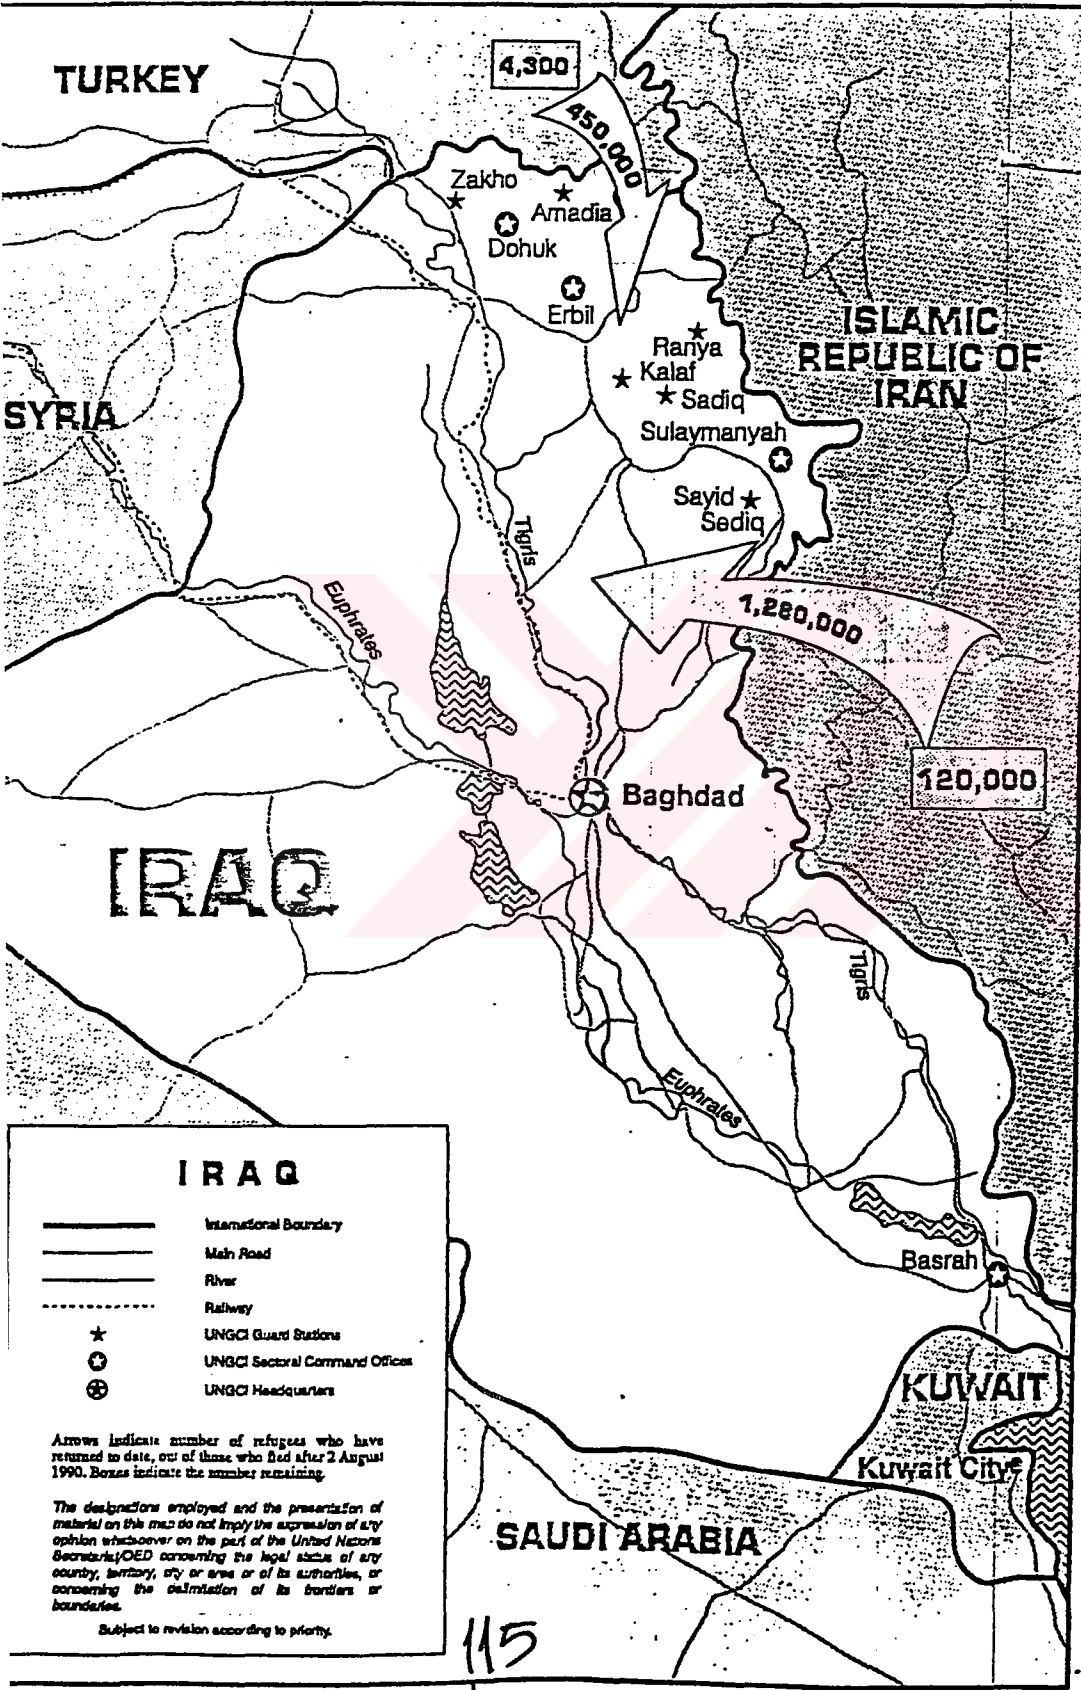 TURKEY
4,300
450,000
Zakho
Amadia
Dohuk
Erbil
ISLAMIC
REPUBLIC OF
IRAN
Ranya
Kalaf
Sadiq
SYRIA
Sulaymanyah
Sayid
Sediq
Tigris
Euphrates
1,280,000
120,000
Baghdad
IRAQ
Tigris
Euphrates
Basrah
KUWAIT
Kuwait City
SAUDI ARABIA
IRAQ
International Boundary
Main Road
River
Railway
UNGCI Guard Stations
UNGCI Sectoral Command Offices
UNGCI Headquarters
Arrows indicate number of refugees who have
returned to date, out of those who fled after 2 August
1990. Boxes indicate the number remaining.
The designations employed and the presentation of
material on this map do not imply the expression of any
opinion whatsoever on the part of the United Nations
Secretariat/OED concerning the legal status of any
country, territory, city or area or of its authorities, or
concerning the delimitation of its frontiers or
boundaries.
Subject to revision according to priority.
115